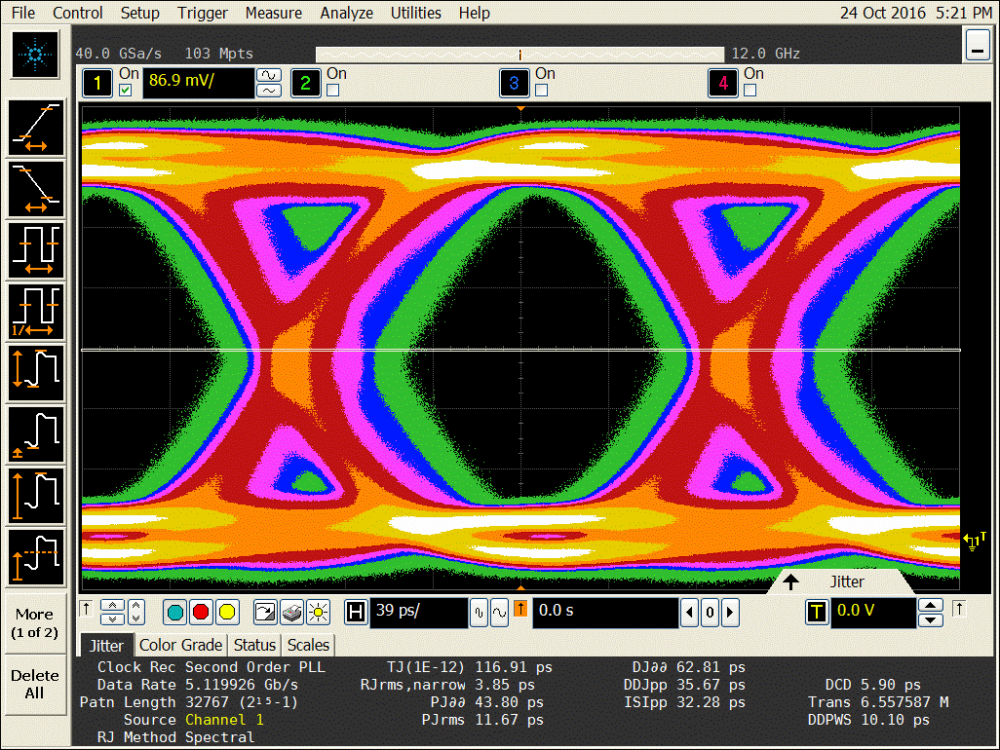 File Control Setup Trigger Measure Analyze Utilities Help 24 Oct 2016 5:21 PM
40.0 GSa/s 103 Mpts 12.0 GHz
1 On 86.9 mV/ 2 On 3 On 4 On
1/
1 T
Jitter
H 39 ps/ 0.0 s 0 T 0.0 V
More
(1 of 2)
Delete
All
Jitter Color Grade Status Scales
Clock Rec Second Order PLL TJ(1E-12) 116.91 ps DJ∂∂ 62.81 ps
Data Rate 5.119926 Gb/s RJrms,narrow 3.85 ps DDJpp 35.67 ps DCD 5.90 ps
Patn Length 32767 (2¹⁵-1) PJ∂∂ 43.80 ps ISIpp 32.28 ps Trans 6.557587 M
Source Channel 1 PJrms 11.67 ps DDPWS 10.10 ps
RJ Method Spectral